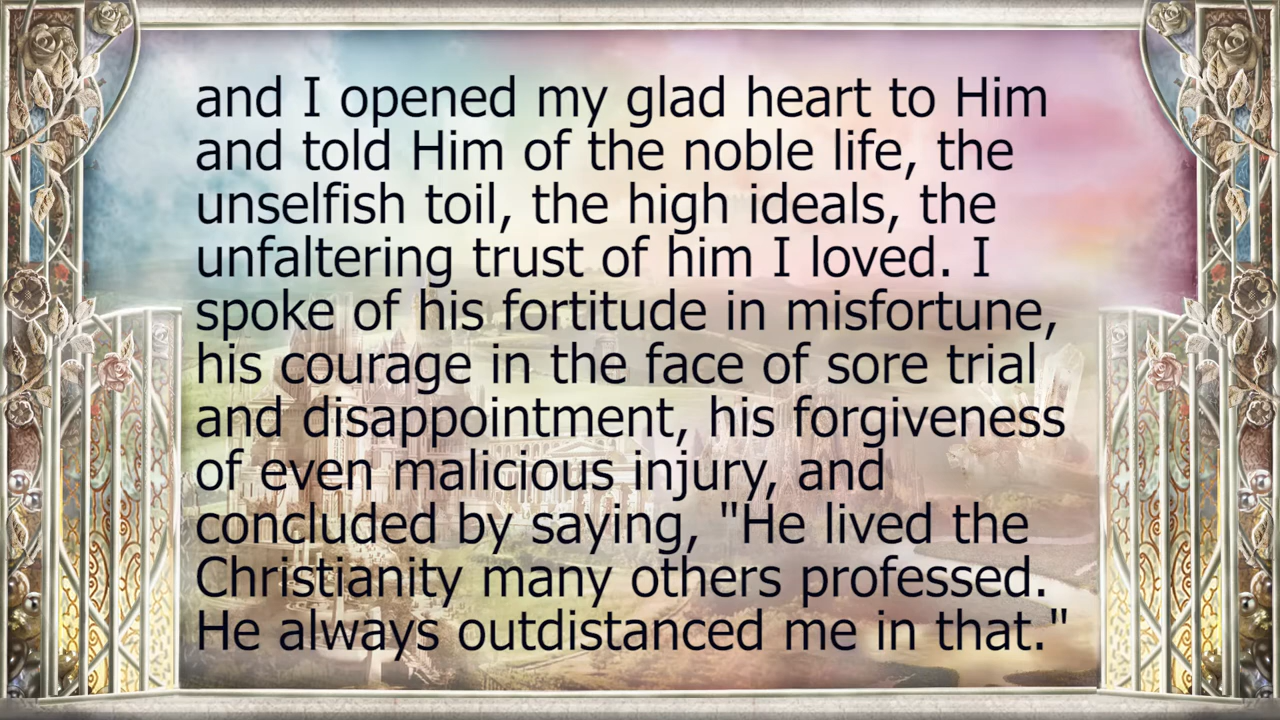 and I opened my glad heart to Him
and told Him of the noble life, the
unselfish toil, the high ideals, the
unfaltering trust of him I loved. I
spoke of his fortitude in misfortune,
his courage in the face of sore trial
and disappointment, his forgiveness
of even malicious injury, and
concluded by saying, "He lived the
Christianity many others professed.
He always outdistanced me in that."